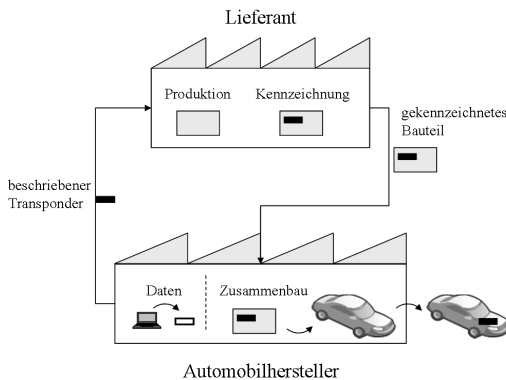 Lieferant
Produktion
Kennzeichnung
gekennzeichnetes
Bauteil
beschriebener
Transponder
Daten
Zusammenbau
Automobilhersteller